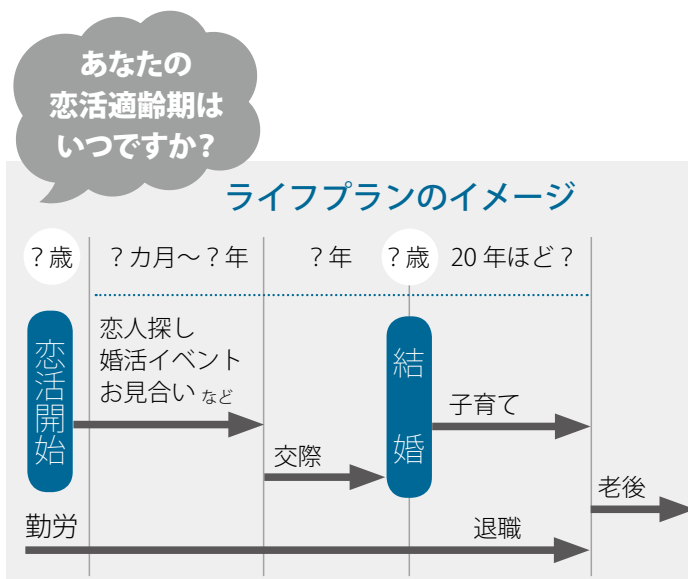 あなたの
恋活適齢期は
いつですか?
ライフプランのイメージ
?歳
?カ月〜?年
?年
?歳
20年ほど?
恋活開始
恋人探し
婚活イベント
お見合い など
結婚
子育て
交際
老後
勤労
退職